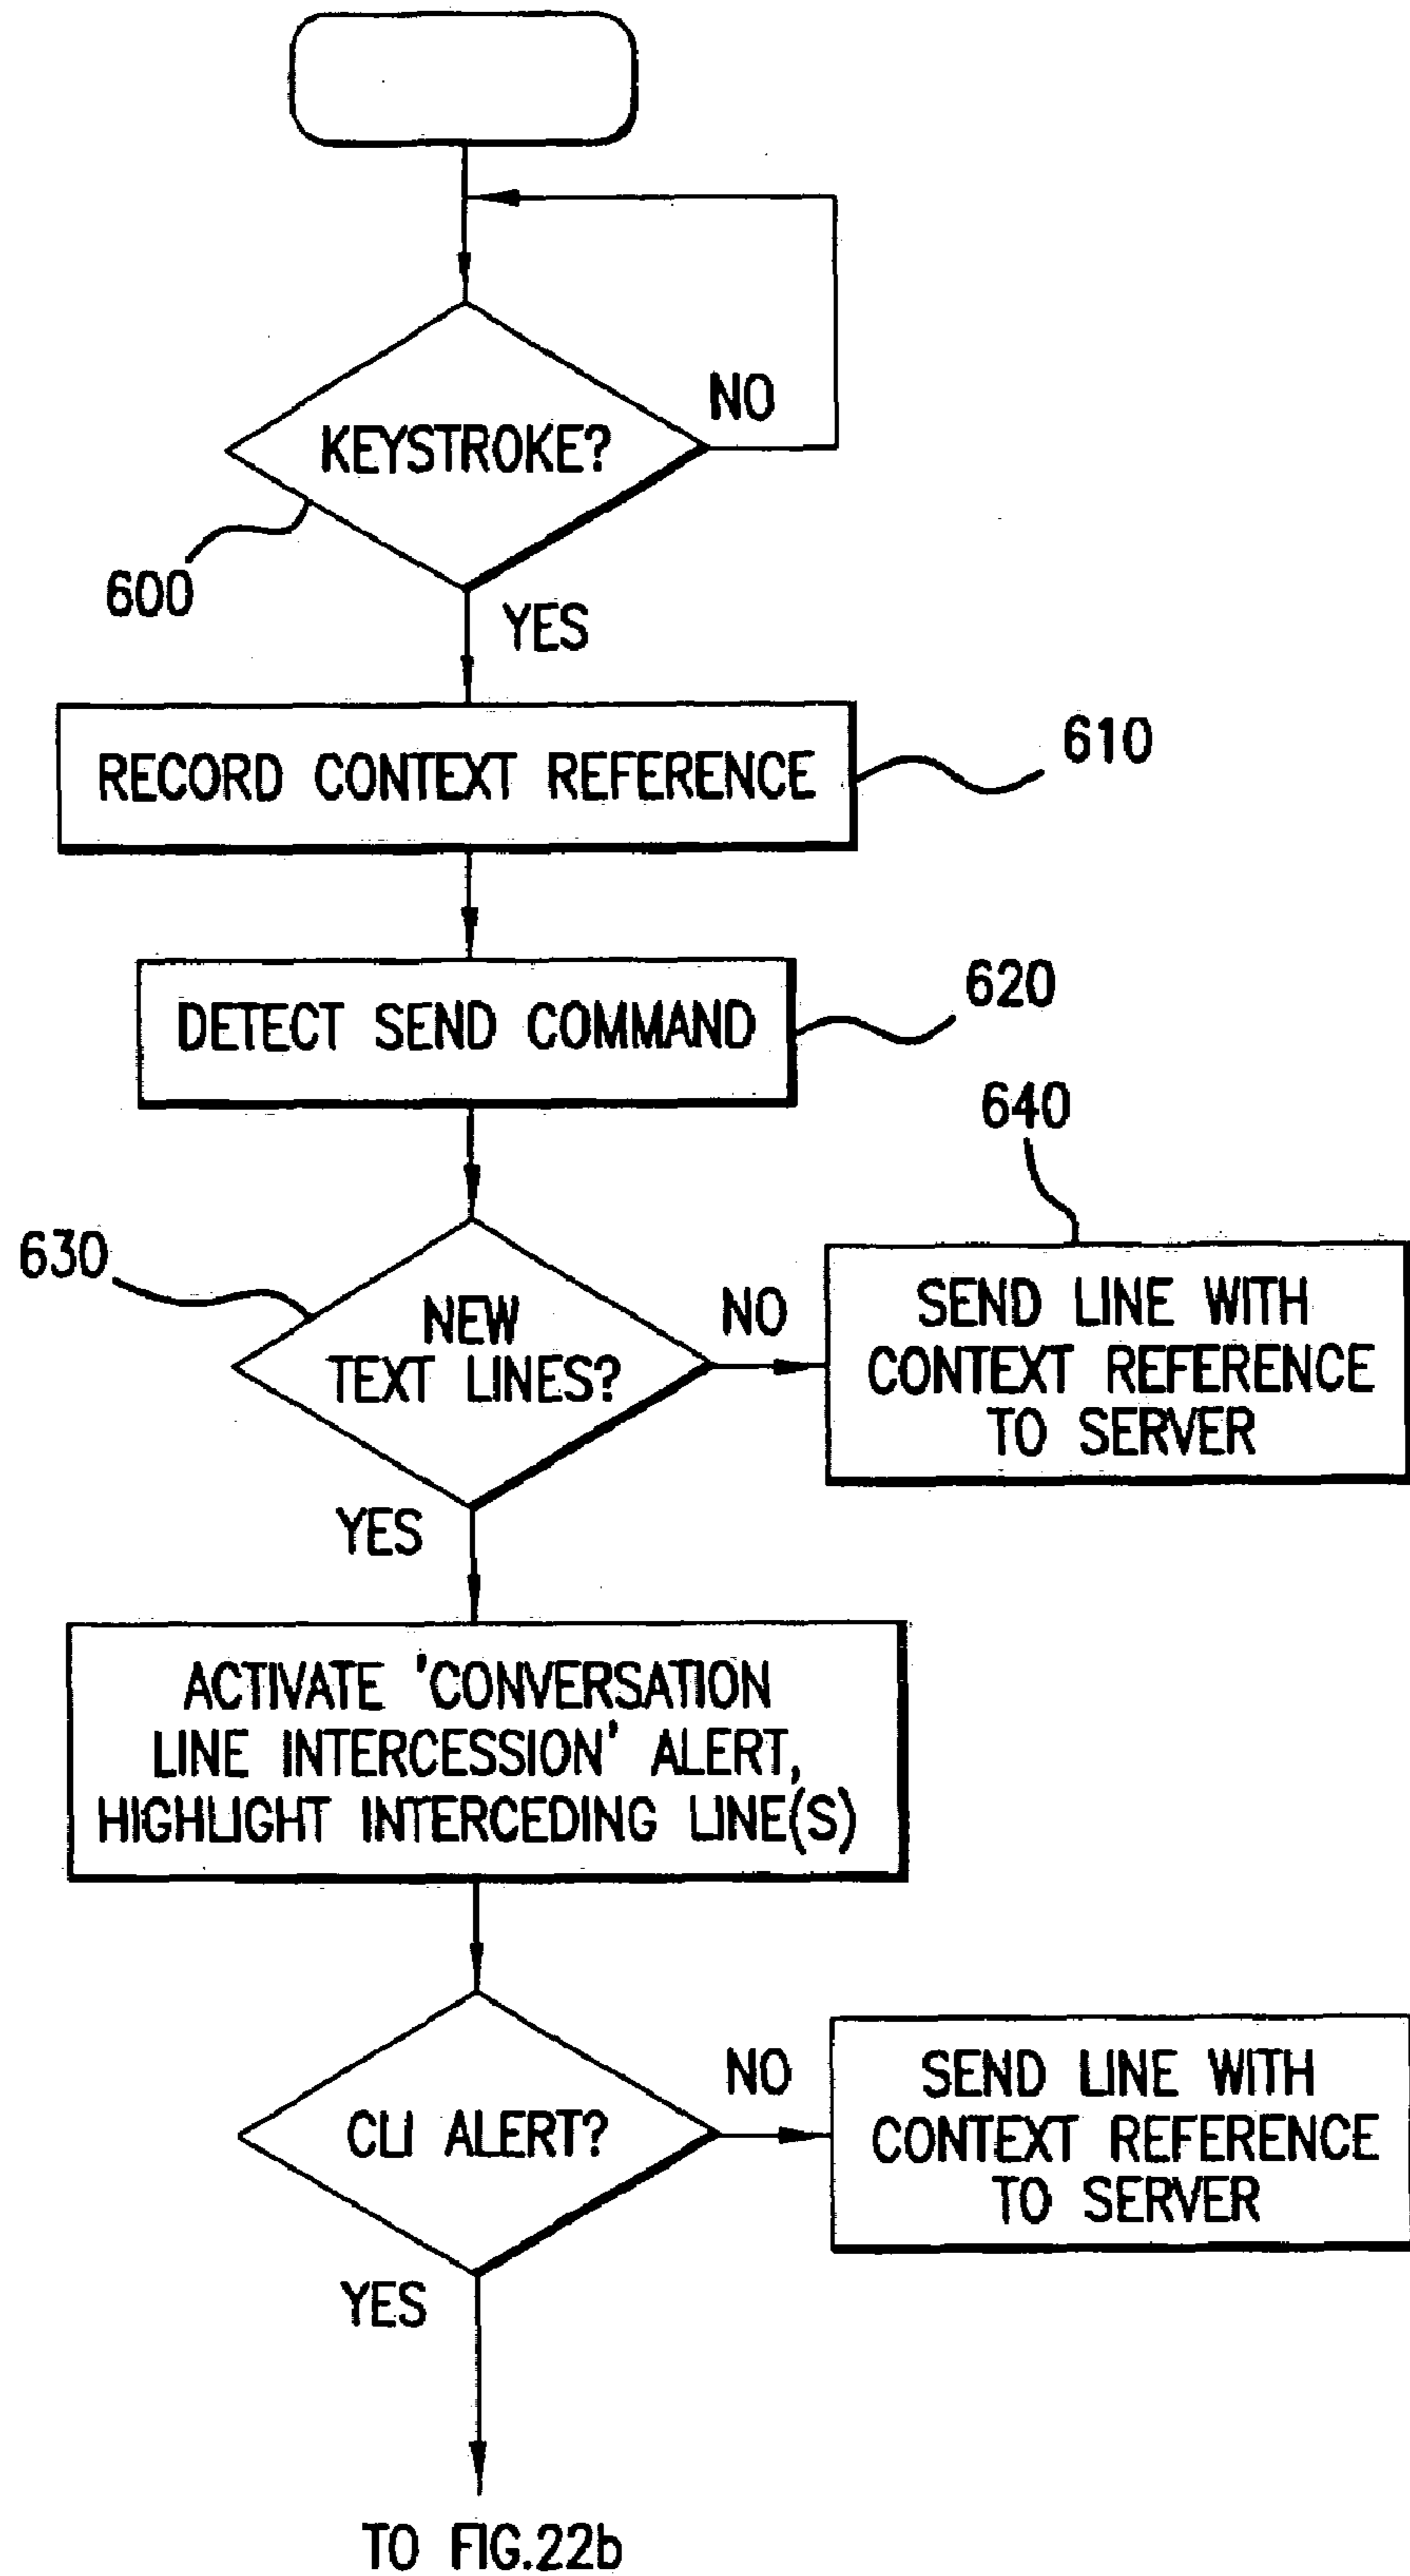 KEYSTROKE?
NO
600
YES
RECORD CONTEXT REFERENCE
610
DETECT SEND COMMAND
620
640
630
NEW
TEXT LINES?
NO
SEND LINE WITH
CONTEXT REFERENCE
TO SERVER
YES
ACTIVATE 'CONVERSATION
LINE INTERCESSION' ALERT,
HIGHLIGHT INTERCEDING LINE(S)
CLI ALERT?
NO
SEND LINE WITH
CONTEXT REFERENCE
TO SERVER
YES
TO FIG.22b